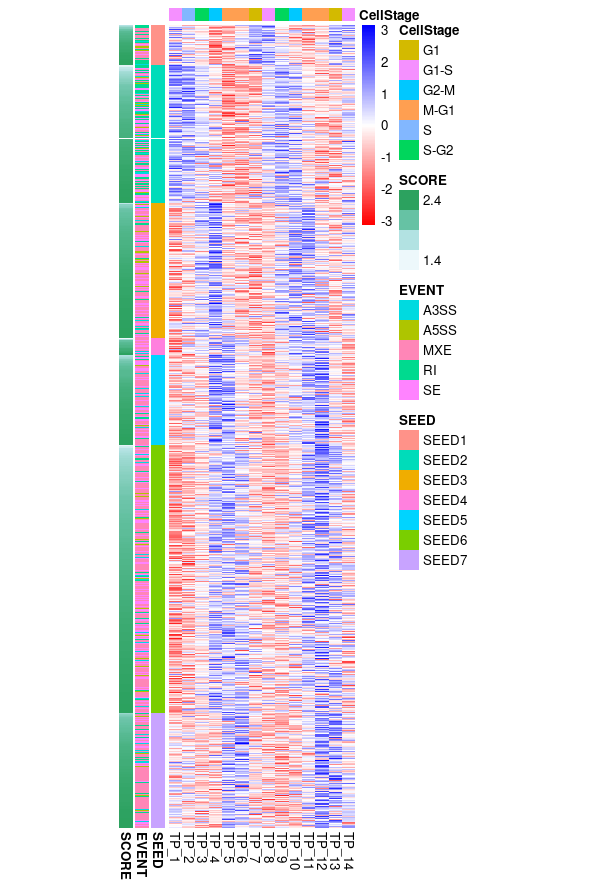 CellStage
3
2
1
0
-1
-2
-3
CellStage
G1
G1-S
G2-M
M-G1
S
S-G2
SCORE
2.4
1.4
EVENT
A3SS
A5SS
MXE
RI
SE
SEED
SEED1
SEED2
SEED3
SEED4
SEED5
SEED6
SEED7
SCORE
EVENT
SEED
TP_1
TP_2
TP_3
TP_4
TP_5
TP_6
TP_7
TP_8
TP_9
TP_10
TP_11
TP_12
TP_13
TP_14